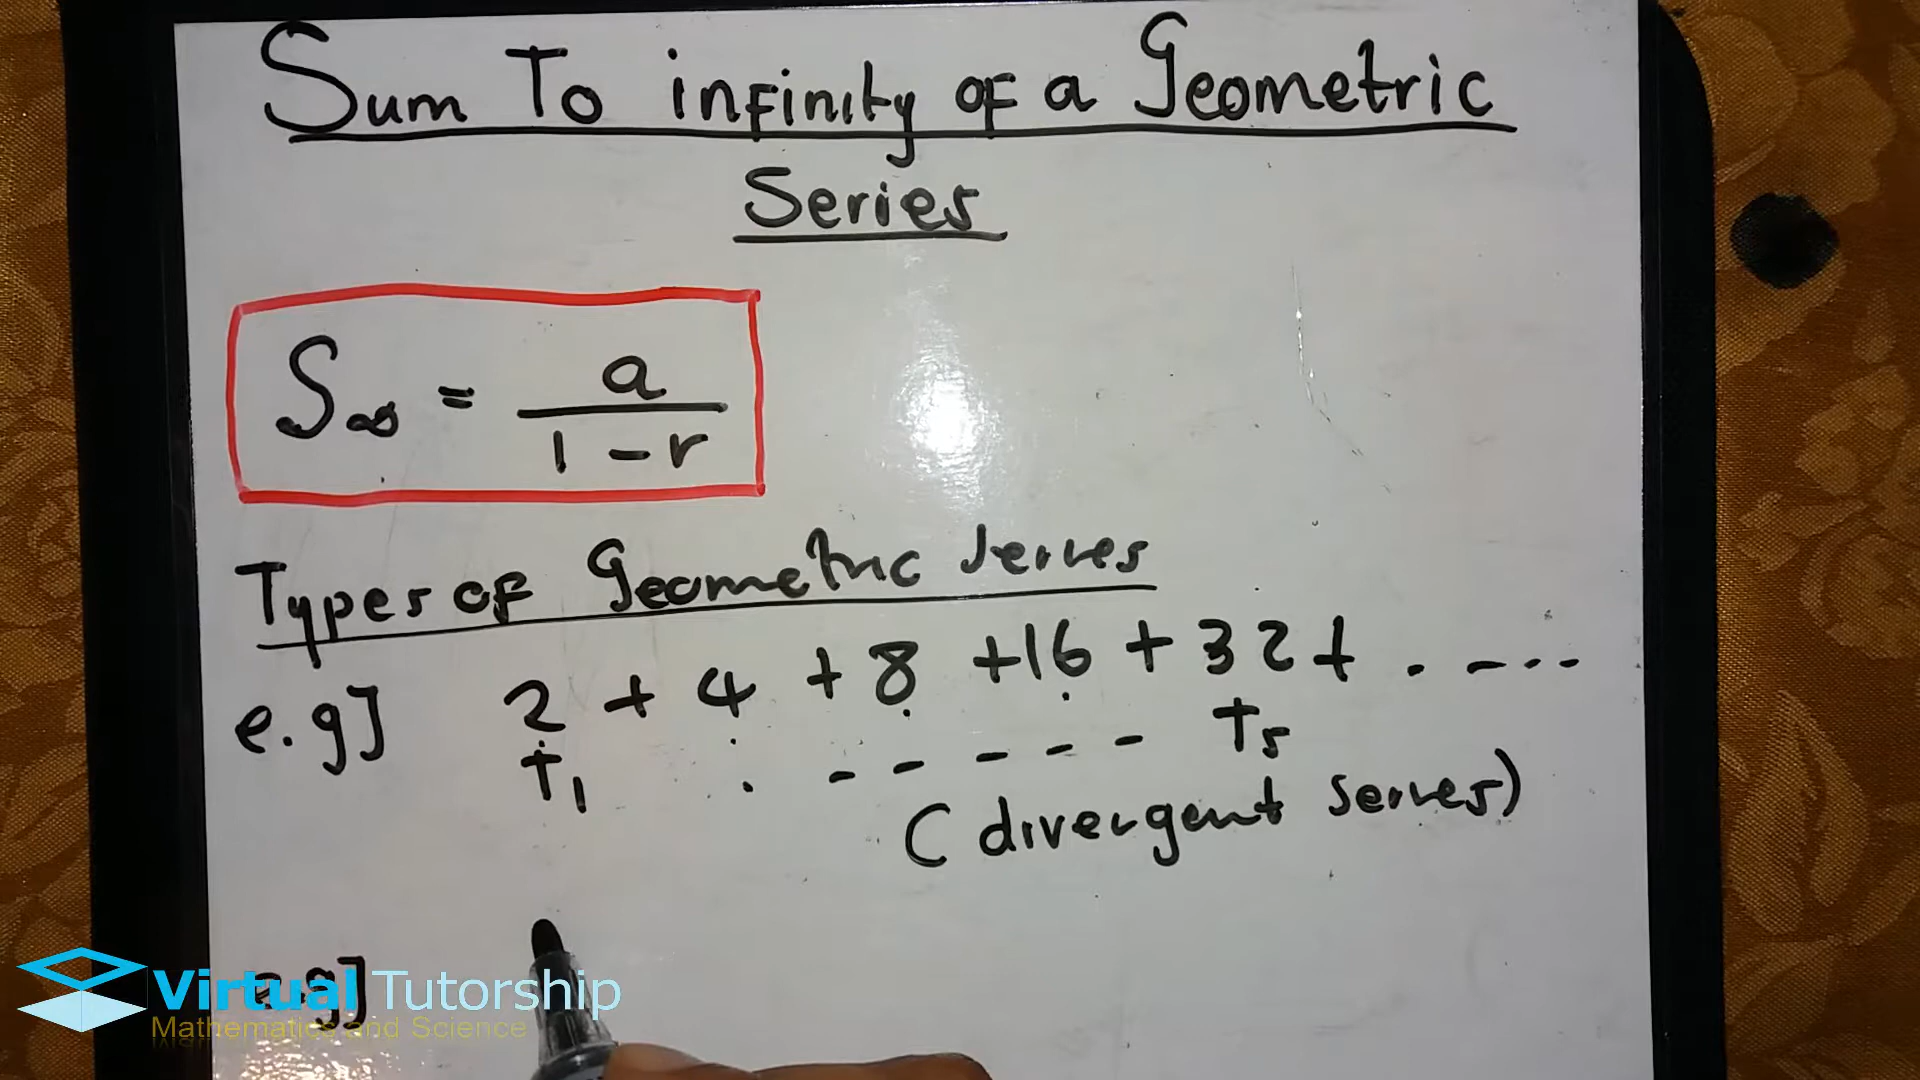 Sum To infinity of a Geometric
Series
S∞ = a / 1 - r
Types of Geometric Series
e.g] 2 + 4 + 8 + 16 + 32 + . - - . .
T1 . - - - - - T5
(divergent series)
e.g]
Virtual Tutorship
Mathematics and Science